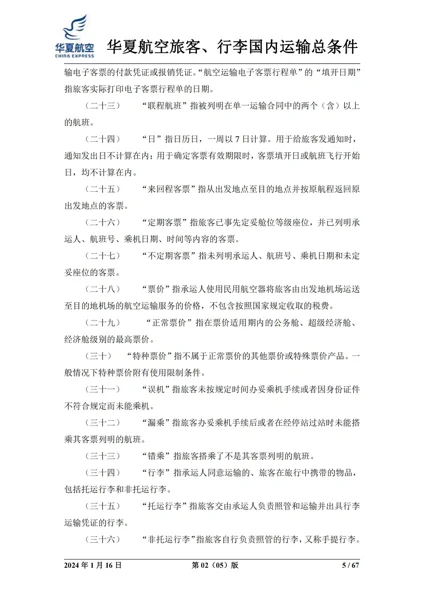 华夏航空
CHINA EXPRESS
华夏航空旅客、行李国内运输总条件
输电子客票的付款凭证或报销凭证。“航空运输电子客票行程单”的“填开日期”
指旅客实际打印电子客票行程单的日期。
（二十三） “联程航班”指被列明在单一运输合同中的两个（含）以上
的航班。
（二十四） “日”指日历日，一周以 7 日计算。用于给旅客发通知时，
通知发出日不计算在内；用于确定客票有效期限时，客票填开日或航班飞行开始
日，均不计算在内。
（二十五） “来回程客票”指从出发地点至目的地点并按原航程返回原
出发地点的客票。
（二十六） “定期客票”指旅客已事先定妥舱位等级座位，并已列明承
运人、航班号、乘机日期、时间等内容的客票。
（二十七） “不定期客票”指未列明承运人、航班号、乘机日期和未定
妥座位的客票。
（二十八） “票价”指承运人使用民用航空器将旅客由出发地机场运送
至目的地机场的航空运输服务的价格，不包含按照国家规定收取的税费。
（二十九） “正常票价”指在票价适用期内的公务舱、超级经济舱、
经济舱级别的最高票价。
（三十） “特种票价”指不属于正常票价的其他票价或特殊票价产品。一
般情况下特种票价附有使用限制条件。
（三十一） “误机”指旅客未按规定时间办妥乘机手续或者因身份证件
不符合规定而未能乘机。
（三十二） “漏乘”指旅客办妥乘机手续后或者在经停站过站时未能搭
乘其客票列明的航班。
（三十三） “错乘”指旅客搭乘了不是其客票列明的航班。
（三十四） “行李”指承运人同意运输的、旅客在旅行中携带的物品，
包括托运行李和非托运行李。
（三十五） “托运行李”指旅客交由承运人负责照管和运输并出具行李
运输凭证的行李。
（三十六） “非托运行李”指旅客自行负责照管的行李，又称手提行李。
2024 年 1 月 16 日 第 02（05）版 5 / 67